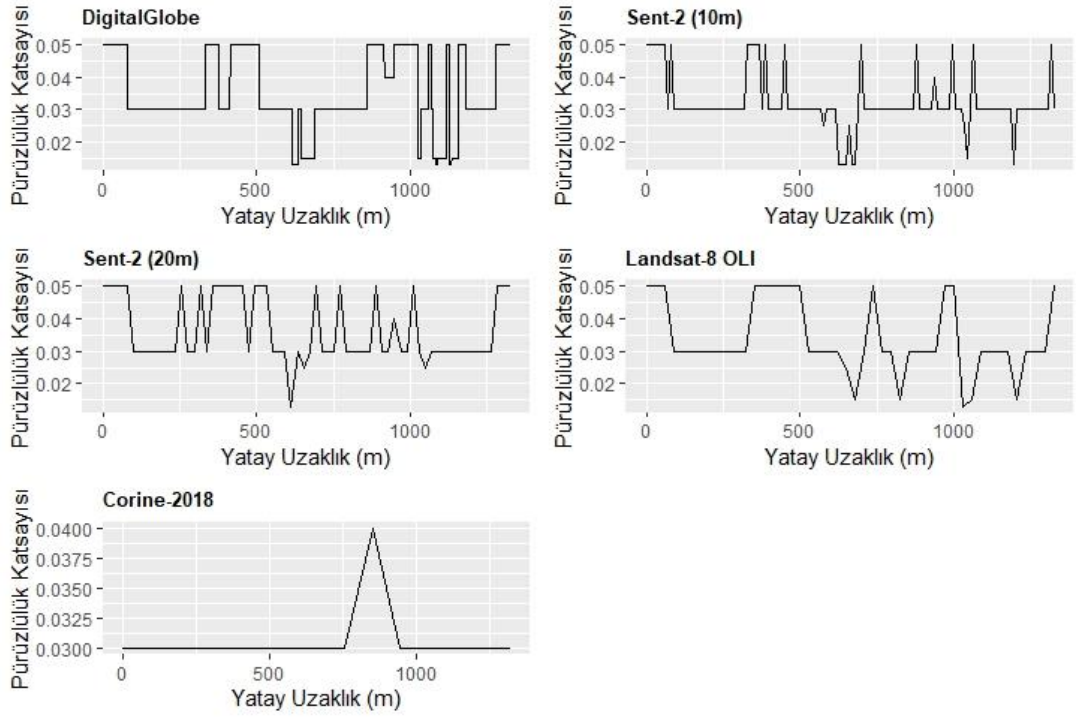 DigitalGlobe
Pürüzlülük Katsayısı
0.05
0.04
0.03
0.02
0
500
1000
Yatay Uzaklık (m)
Sent-2 (10m)
Pürüzlülük Katsayısı
0.05
0.04
0.03
0.02
0
500
1000
Yatay Uzaklık (m)
Sent-2 (20m)
Pürüzlülük Katsayısı
0.05
0.04
0.03
0.02
0
500
1000
Yatay Uzaklık (m)
Landsat-8 OLI
Pürüzlülük Katsayısı
0.05
0.04
0.03
0.02
0
500
1000
Yatay Uzaklık (m)
Corine-2018
Pürüzlülük Katsayısı
0.0400
0.0375
0.0350
0.0325
0.0300
0
500
1000
Yatay Uzaklık (m)